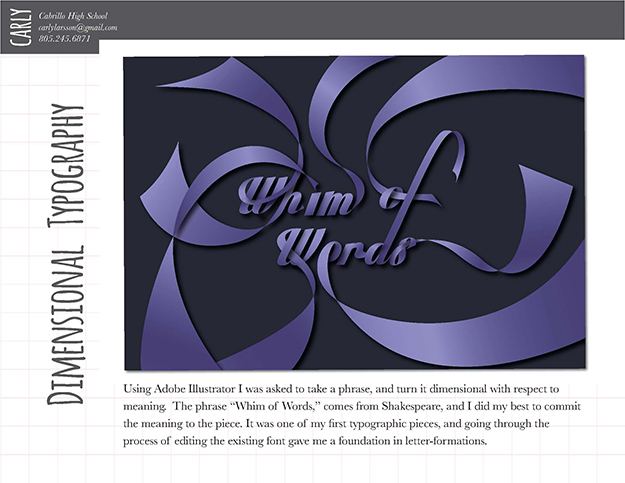 CARLY
Cabrillo High School
carlylarsson@gmail.com
805.245.6871
DIMENSIONAL TYPOGRAPHY
Whim of
Words
Using Adobe Illustrator I was asked to take a phrase, and turn it dimensional with respect to
meaning. The phrase “Whim of Words,” comes from Shakespeare, and I did my best to commit
the meaning to the piece. It was one of my first typographic pieces, and going through the
process of editing the existing font gave me a foundation in letter-formations.